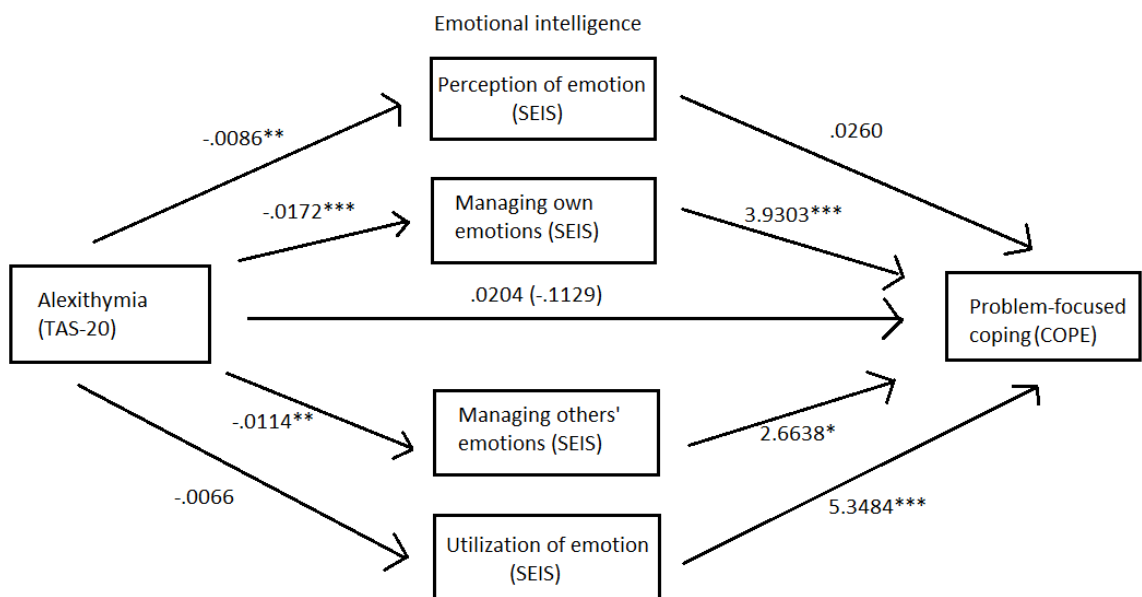 Emotional intelligence
Perception of emotion
(SEIS)
-.0086**
.0260
Managing own
emotions (SEIS)
-.0172***
3.9303***
Alexithymia
(TAS-20)
.0204 (-.1129)
Problem-focused
coping (COPE)
Managing others'
emotions (SEIS)
-.0114**
2.6638*
-.0066
5.3484***
Utilization of emotion
(SEIS)